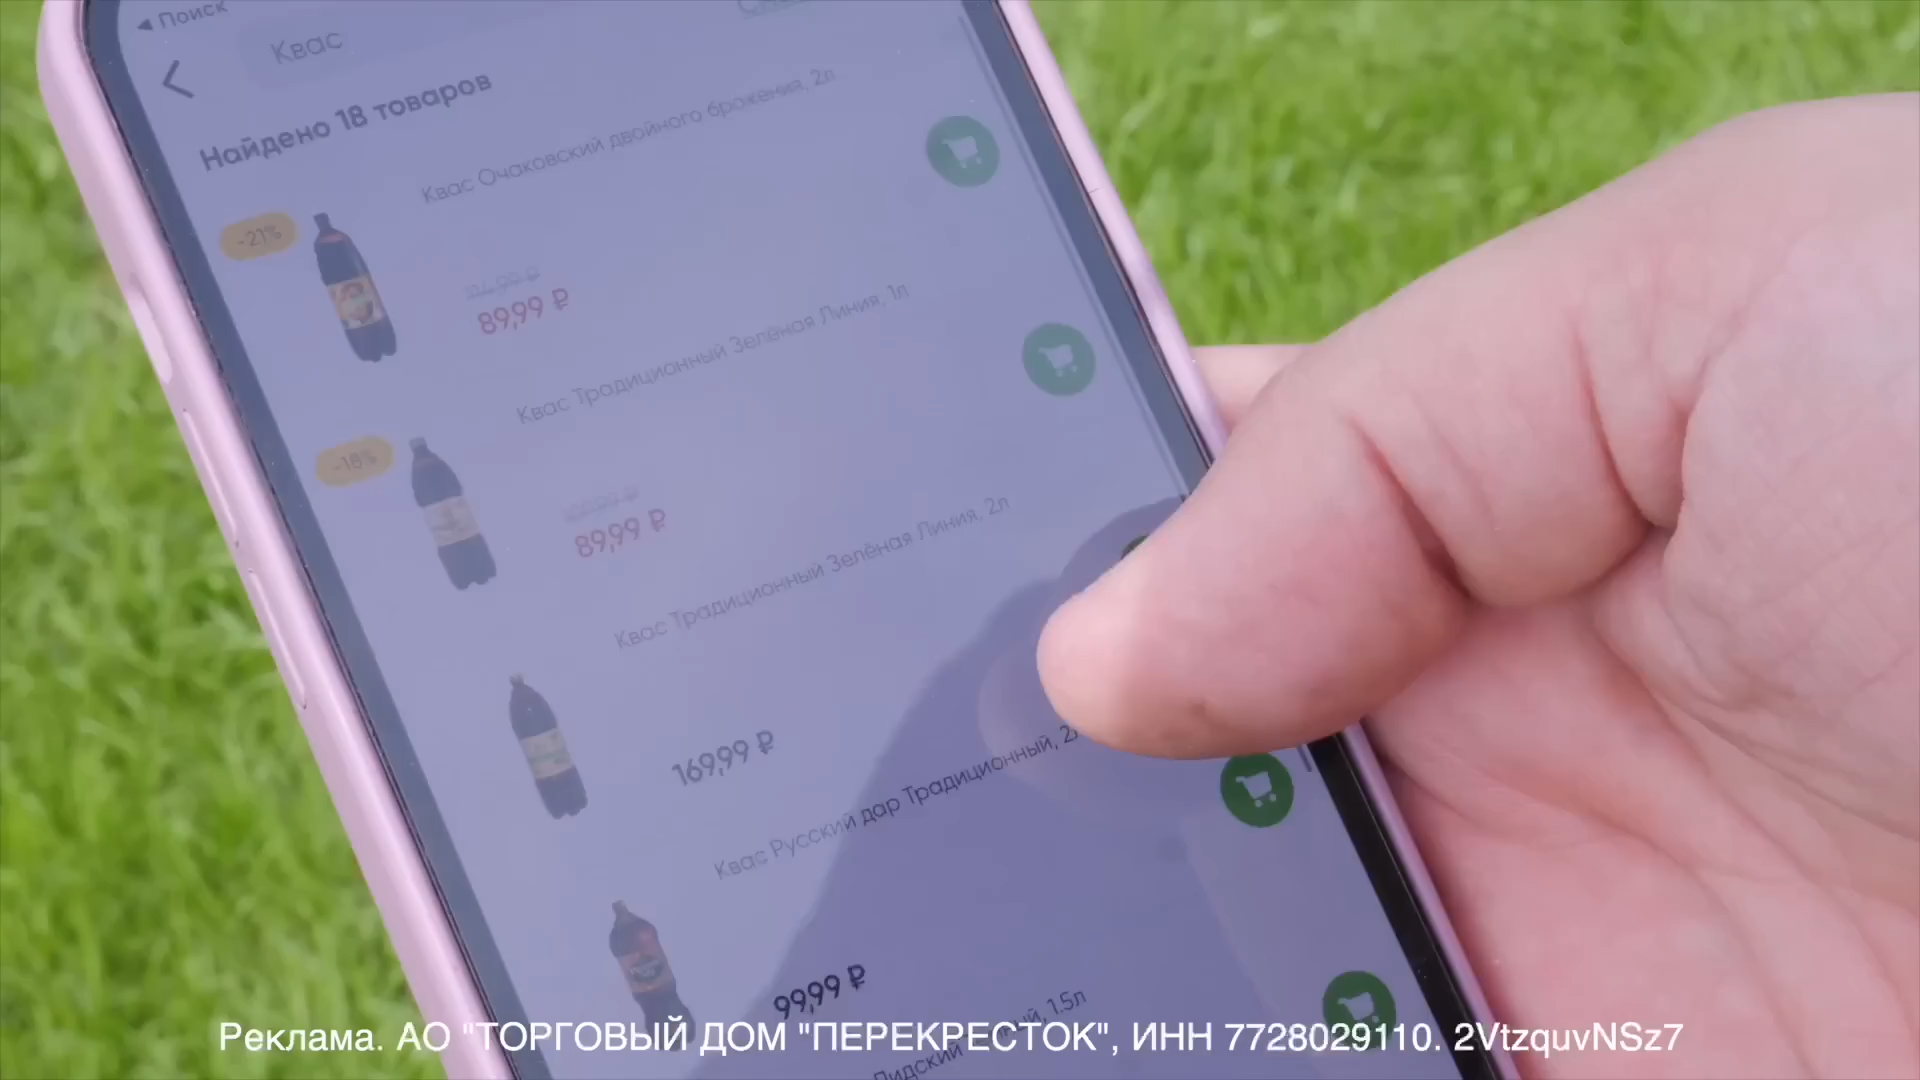 Поиск
Квас
Найдено 18 товаров
Квас Очаковский двойного брожения, 2л
-21%
89,99 ₽
Квас Традиционный Зелёная Линия, 1л
-18%
89,99 ₽
Квас Традиционный Зелёная Линия, 2л
169,99 ₽
Квас Русский дар Традиционный, 2л
99,99 ₽
1.5л
Реклама. АО "ТОРГОВЫЙ ДОМ "ПЕРЕКРЕСТОК", ИНН 7728029110. 2VtzquvNSz7